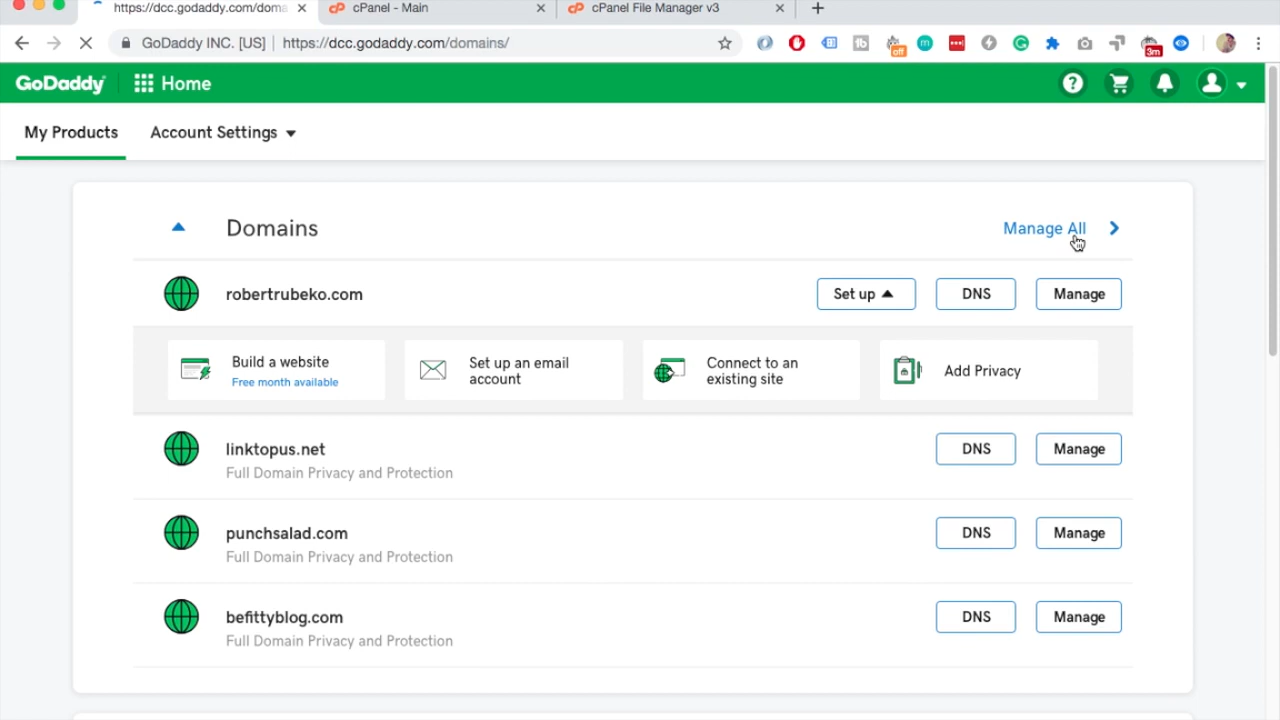 https://dcc.godaddy.com/doma
cPanel - Main
cPanel File Manager v3
GoDaddy INC. [US] https://dcc.godaddy.com/domains/
off
3m
GoDaddy Home
My Products Account Settings
Domains Manage All
robertrubeko.com Set up DNS Manage
Build a website
Free month available
Set up an email
account
Connect to an
existing site
Add Privacy
linktopus.net DNS Manage
Full Domain Privacy and Protection
punchsalad.com DNS Manage
Full Domain Privacy and Protection
befittyblog.com DNS Manage
Full Domain Privacy and Protection